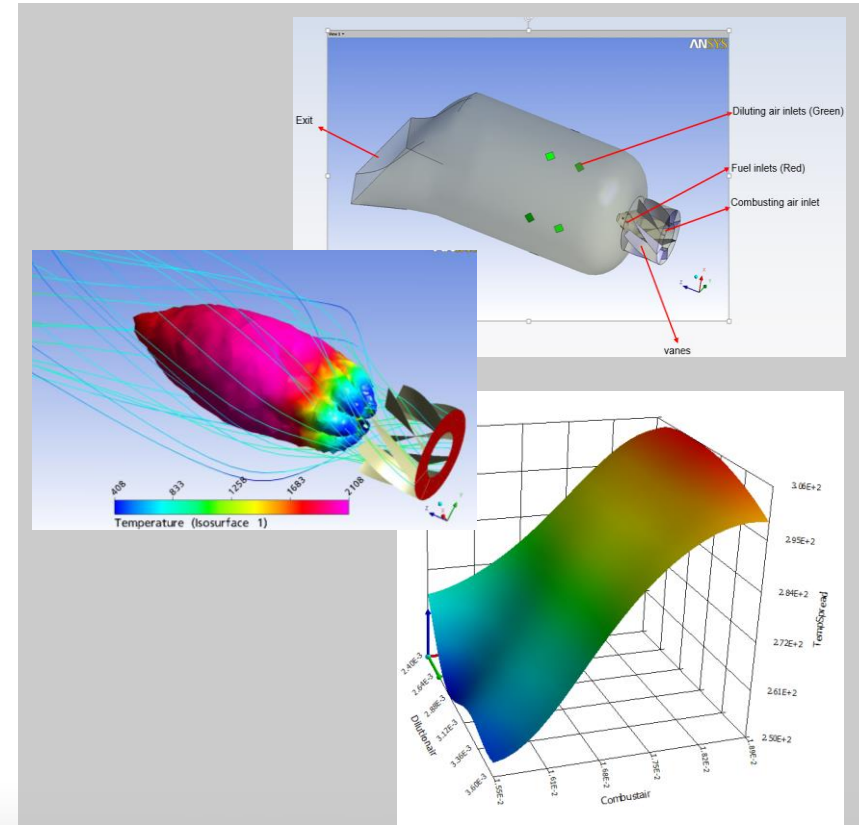 View 1
ANSYS
Exit
Diluting air inlets (Green)
Fuel inlets (Red)
Combusting air inlet
vanes
408
833
1258
1683
2108
Temperature (Isosurface 1)
3.06E+2
2.95E+2
2.84E+2
2.72E+2
2.61E+2
2.50E+2
TempSpread
2.40E-3
2.64E-3
2.88E-3
3.12E-3
3.36E-3
3.60E-3
Dilutionair
1.55E-2
1.61E-2
1.68E-2
1.75E-2
1.82E-2
1.89E-2
Combustair